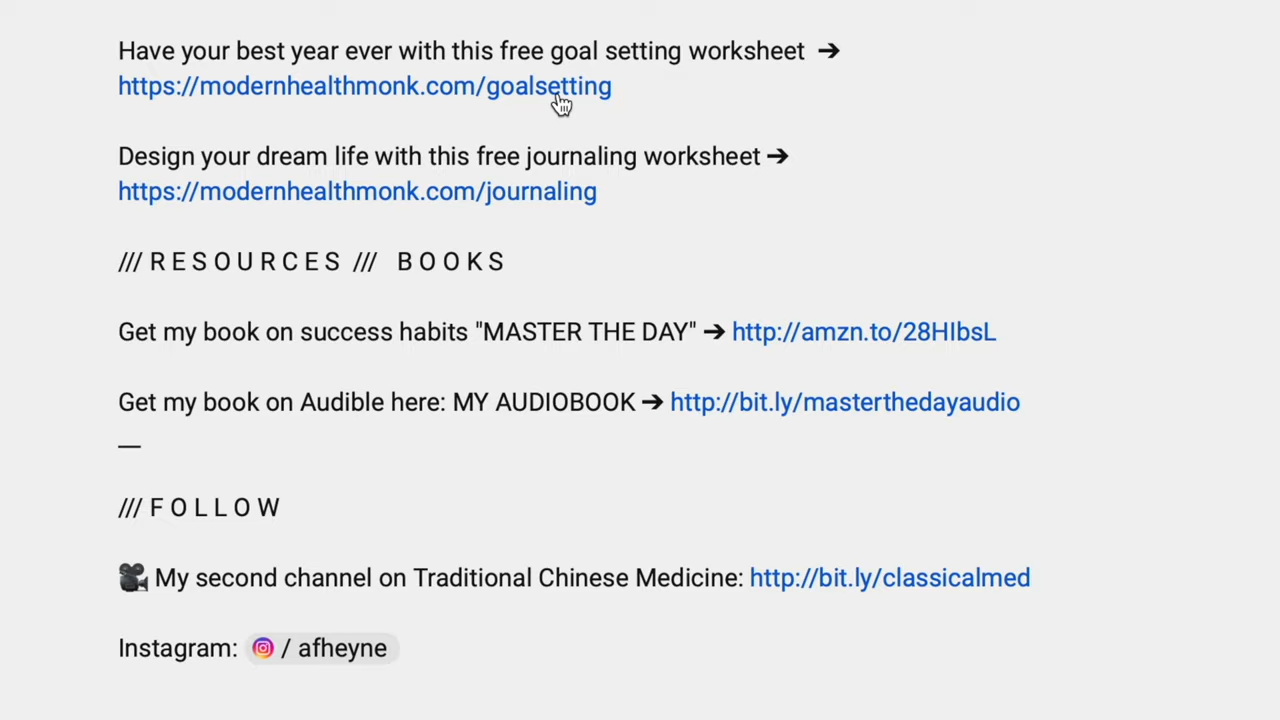 Have your best year ever with this free goal setting worksheet ➔
https://modernhealthmonk.com/goalsetting
Design your dream life with this free journaling worksheet ➔
https://modernhealthmonk.com/journaling
/// R E S O U R C E S /// B O O K S
Get my book on success habits "MASTER THE DAY" ➔ http://amzn.to/28HIbsL
Get my book on Audible here: MY AUDIOBOOK ➔ http://bit.ly/masterthedayaudio
—
/// F O L L O W
🎥 My second channel on Traditional Chinese Medicine: http://bit.ly/classicalmed
Instagram: / afheyne